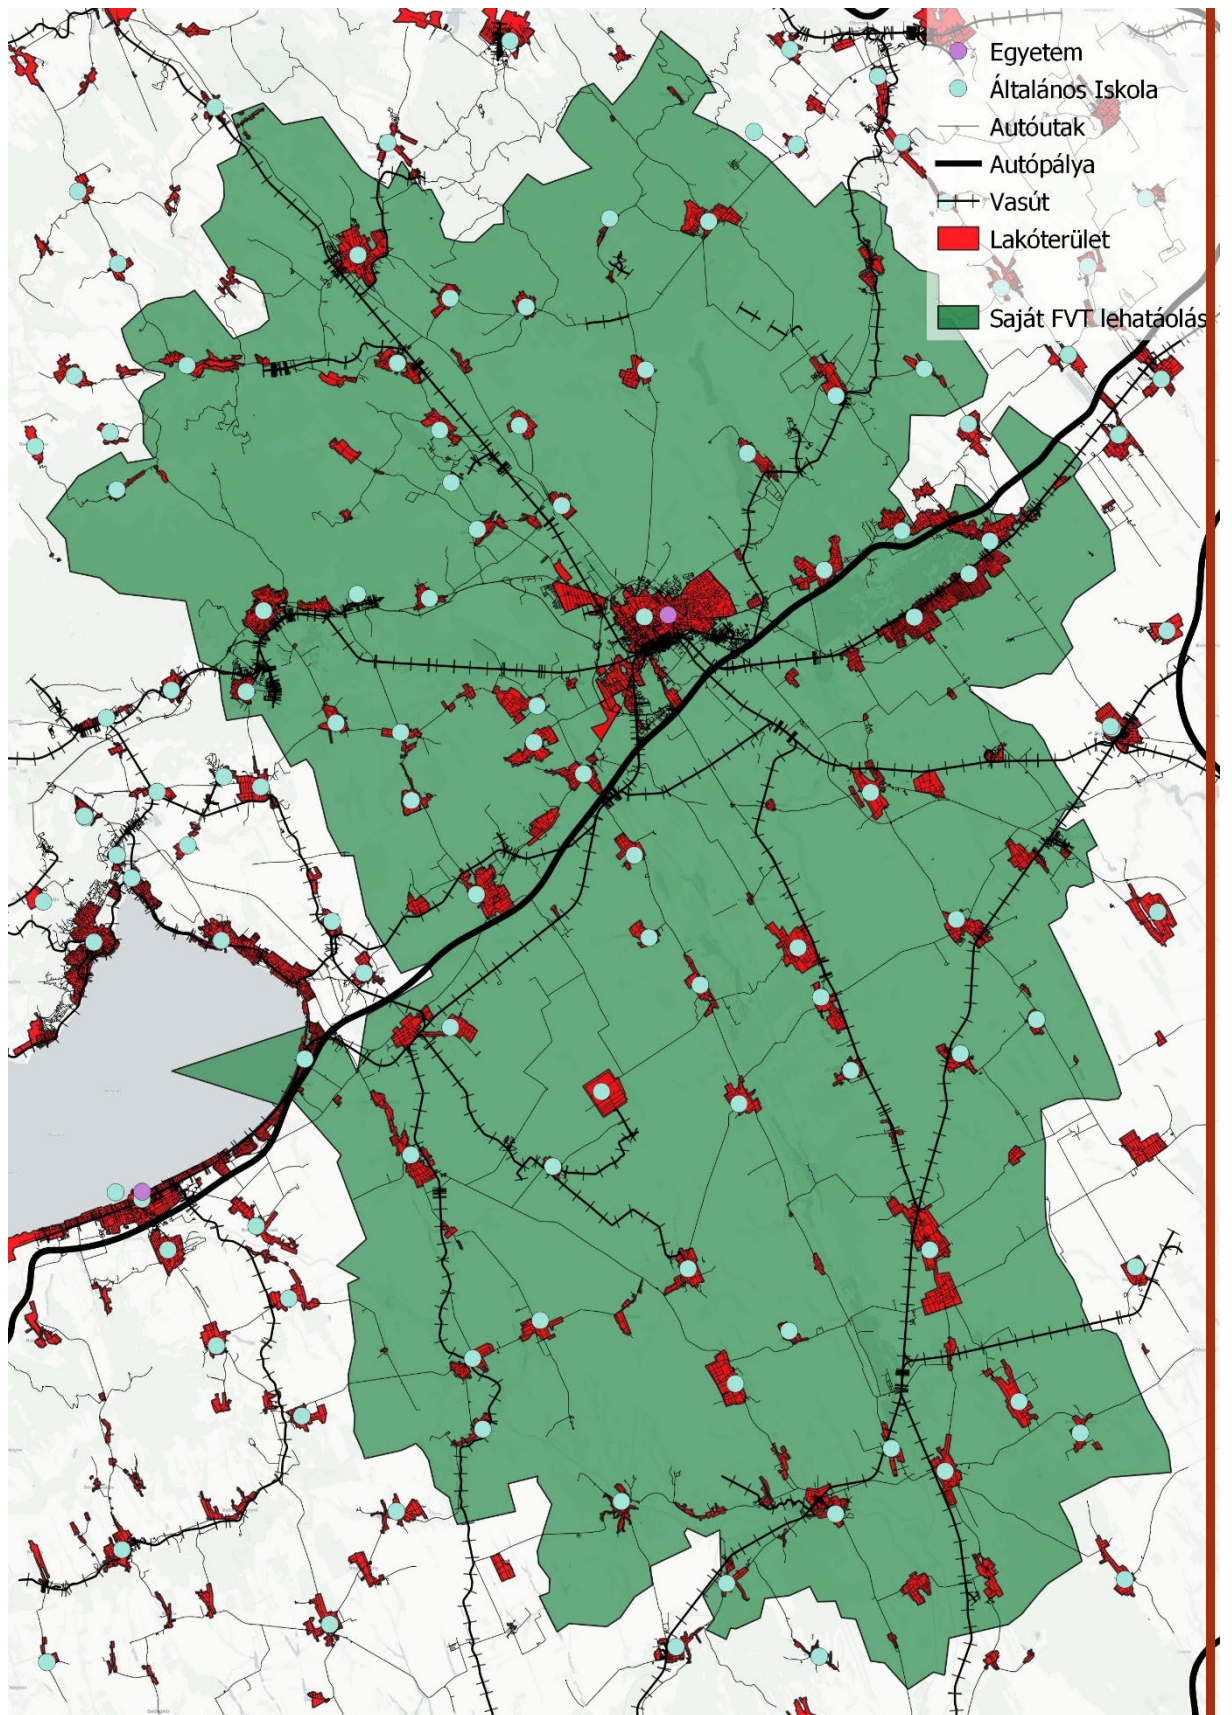 Egyetem
Általános Iskola
Autóutak
Autópálya
Vasút
Lakóterület
Saját FVT lehatáolás